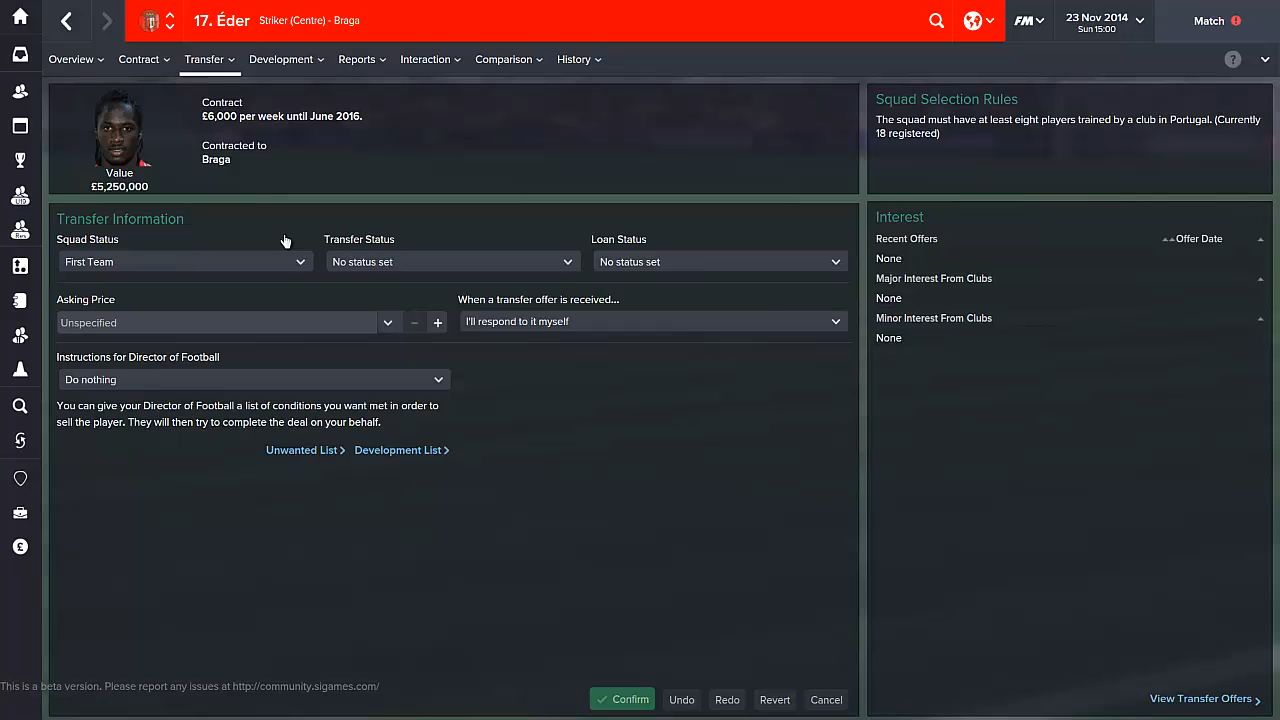 17. Éder Striker (Centre) - Braga
FM
23 Nov 2014
Sun 15:00
Match
Overview Contract Transfer Development Reports Interaction Comparison History
Contract
£6,000 per week until June 2016.
Contracted to
Braga
Value
£5,250,000
Squad Selection Rules
The squad must have at least eight players trained by a club in Portugal. (Currently
18 registered)
Transfer Information
Squad Status Transfer Status Loan Status
First Team No status set No status set
Asking Price When a transfer offer is received...
Unspecified I'll respond to it myself
Instructions for Director of Football
Do nothing
You can give your Director of Football a list of conditions you want met in order to
sell the player. They will then try to complete the deal on your behalf.
Unwanted List Development List
Interest
Recent Offers Offer Date
None
Major Interest From Clubs
None
Minor Interest From Clubs
None
This is a beta version. Please report any issues at http://community.sigames.com/
Confirm Undo Redo Revert Cancel
View Transfer Offers